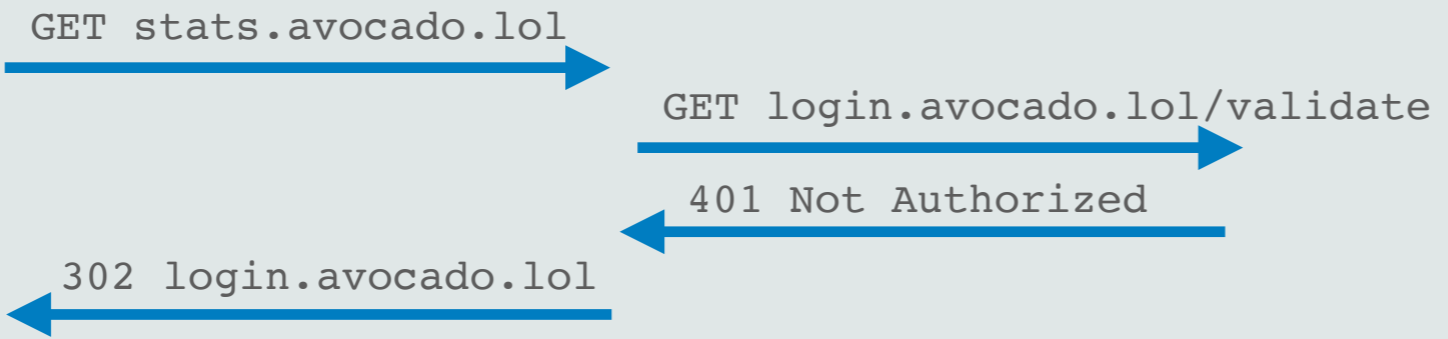 GET stats.avocado.lol
GET login.avocado.lol/validate
401 Not Authorized
302 login.avocado.lol